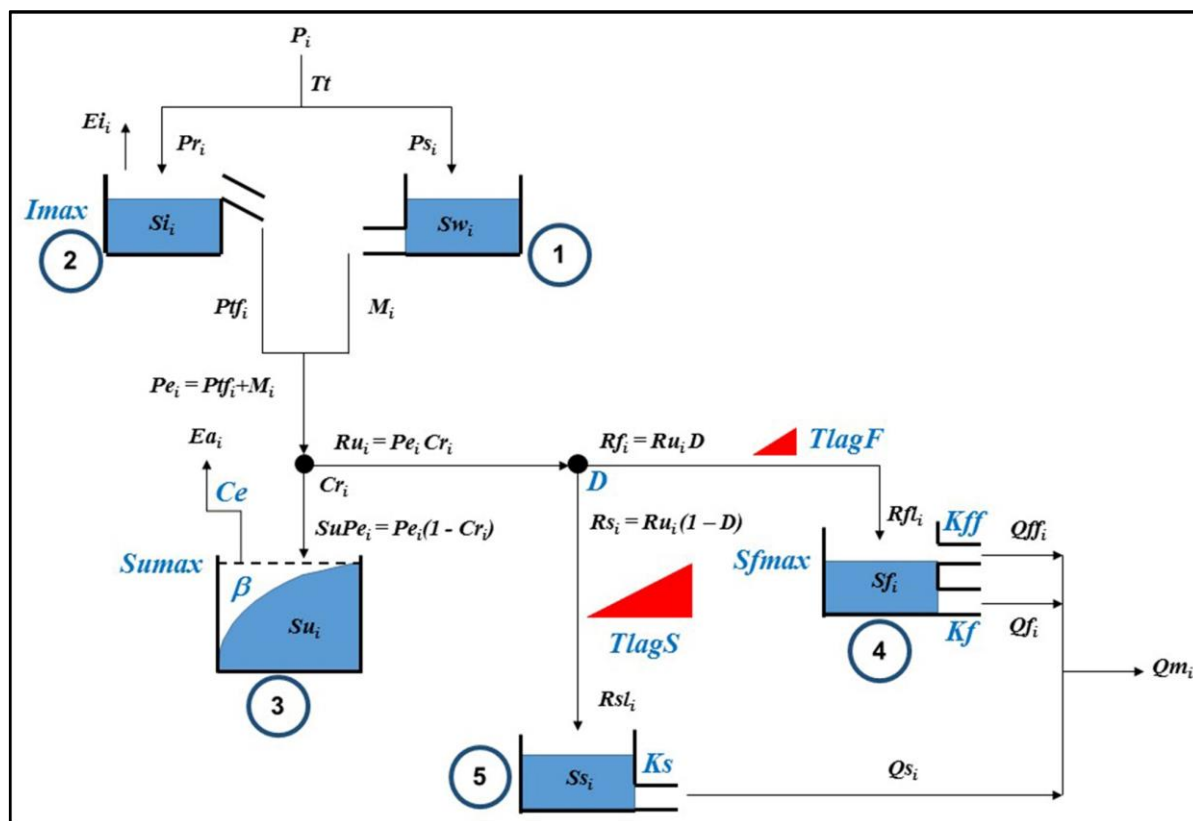 Pᵢ
Tt
Eiᵢ
Prᵢ
Psᵢ
Imax
Siᵢ
Swᵢ
2
1
Ptfᵢ
Mᵢ
Peᵢ = Ptfᵢ+Mᵢ
Eaᵢ
Ruᵢ = Peᵢ Crᵢ
Rfᵢ = Ruᵢ D
TlagF
Ce
Crᵢ
D
SuPeᵢ = Peᵢ(1 - Crᵢ)
Rsᵢ = Ruᵢ (1 – D)
Rflᵢ
Kff
Qffᵢ
Sumax
β
Suᵢ
Sfmax
Sfᵢ
Kf
Qfᵢ
TlagS
4
3
Qmᵢ
Rslᵢ
5
Ssᵢ
Ks
Qsᵢ